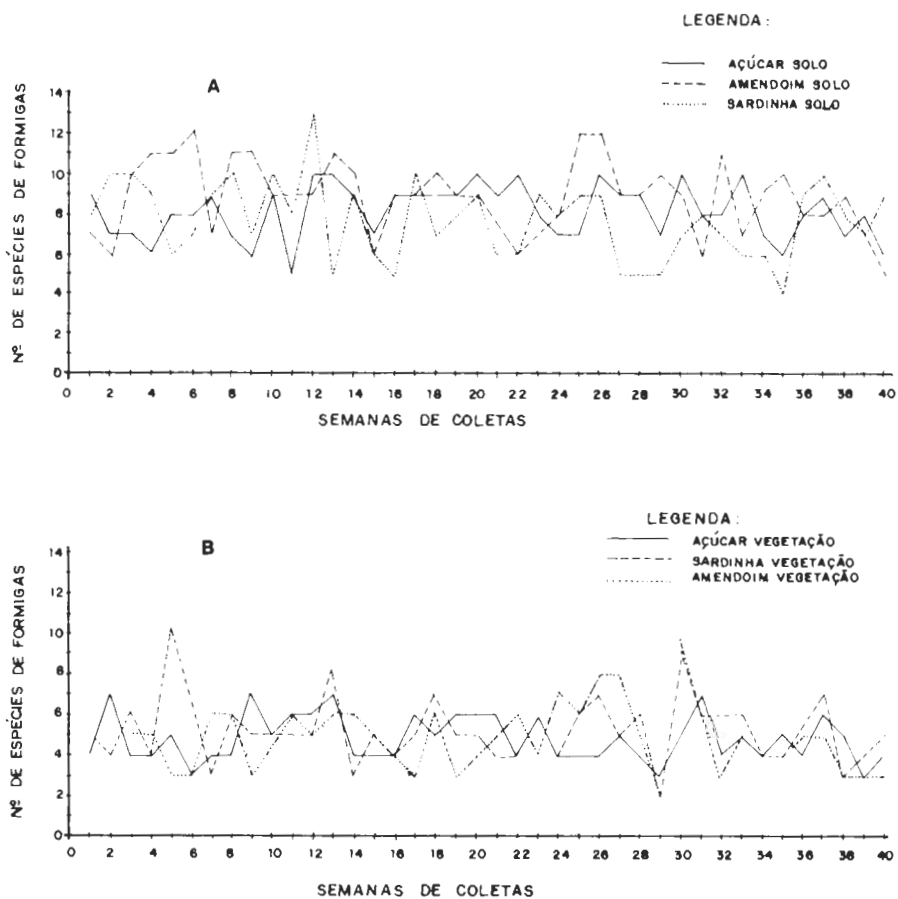 LEGENDA:
AÇÚCAR SOLO
AMENDOIM SOLO
SARDINHA SOLO
A
Nº DE ESPÉCIES DE FORMIGAS
14
12
10
8
6
4
2
0
0 2 4 6 8 10 12 14 16 18 20 22 24 26 28 30 32 34 36 38 40
SEMANAS DE COLETAS
LEGENDA:
AÇÚCAR VEGETAÇÃO
SARDINHA VEGETAÇÃO
AMENDOIM VEGETAÇÃO
B
Nº DE ESPÉCIES DE FORMIGAS
14
12
10
8
6
4
2
0
0 2 4 6 8 10 12 14 16 18 20 22 24 26 28 30 32 34 36 38 40
SEMANAS DE COLETAS